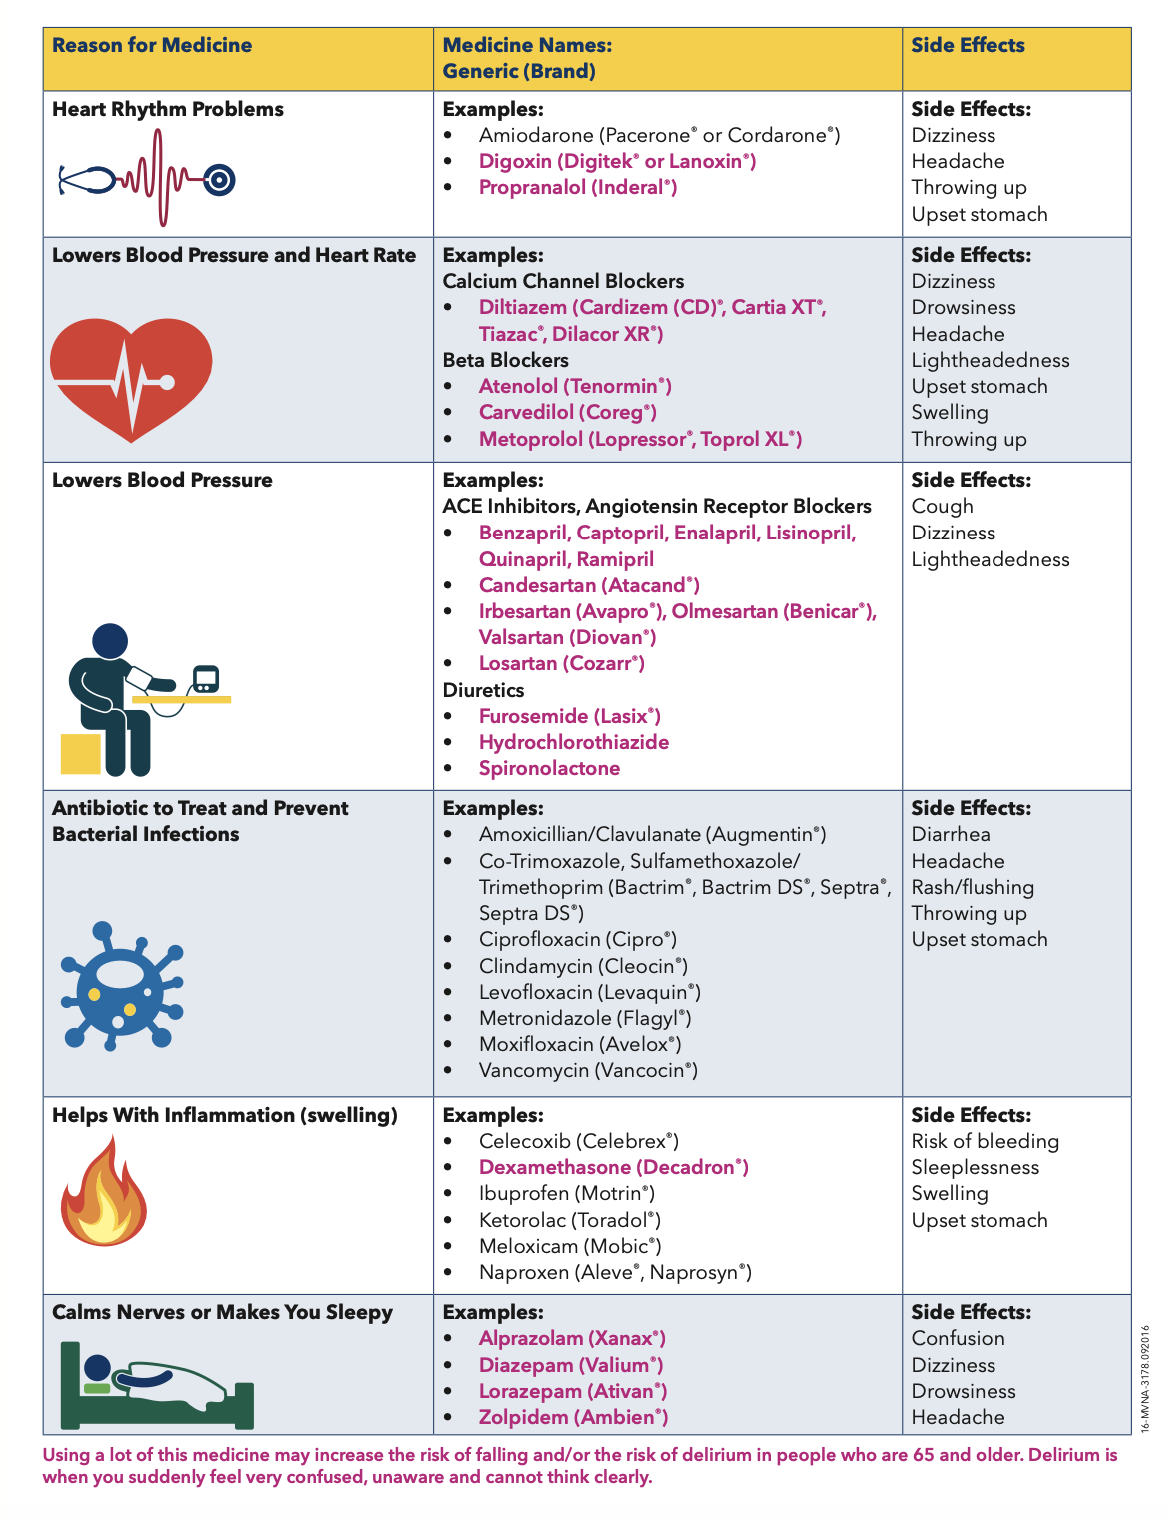 Reason for Medicine
Medicine Names:
Generic (Brand)
Side Effects
Heart Rhythm Problems
Examples:
• Amiodarone (Pacerone® or Cordarone®)
• Digoxin (Digitek® or Lanoxin®)
• Propranalol (Inderal®)
Side Effects:
Dizziness
Headache
Throwing up
Upset stomach
Lowers Blood Pressure and Heart Rate
Examples:
Calcium Channel Blockers
• Diltiazem (Cardizem (CD)®, Cartia XT®,
Tiazac®, Dilacor XR®)
Beta Blockers
• Atenolol (Tenormin®)
• Carvedilol (Coreg®)
• Metoprolol (Lopressor®, Toprol XL®)
Side Effects:
Dizziness
Drowsiness
Headache
Lightheadedness
Upset stomach
Swelling
Throwing up
Lowers Blood Pressure
Examples:
ACE Inhibitors, Angiotensin Receptor Blockers
• Benzapril, Captopril, Enalapril, Lisinopril,
Quinapril, Ramipril
• Candesartan (Atacand®)
• Irbesartan (Avapro®), Olmesartan (Benicar®),
Valsartan (Diovan®)
• Losartan (Cozarr®)
Diuretics
• Furosemide (Lasix®)
• Hydrochlorothiazide
• Spironolactone
Side Effects:
Cough
Dizziness
Lightheadedness
Antibiotic to Treat and Prevent
Bacterial Infections
Examples:
• Amoxicillian/Clavulanate (Augmentin®)
• Co-Trimoxazole, Sulfamethoxazole/
Trimethoprim (Bactrim®, Bactrim DS®, Septra®,
Septra DS®)
• Ciprofloxacin (Cipro®)
• Clindamycin (Cleocin®)
• Levofloxacin (Levaquin®)
• Metronidazole (Flagyl®)
• Moxifloxacin (Avelox®)
• Vancomycin (Vancocin®)
Side Effects:
Diarrhea
Headache
Rash/flushing
Throwing up
Upset stomach
Helps With Inflammation (swelling)
Examples:
• Celecoxib (Celebrex®)
• Dexamethasone (Decadron®)
• Ibuprofen (Motrin®)
• Ketorolac (Toradol®)
• Meloxicam (Mobic®)
• Naproxen (Aleve®, Naprosyn®)
Side Effects:
Risk of bleeding
Sleeplessness
Swelling
Upset stomach
Calms Nerves or Makes You Sleepy
Examples:
• Alprazolam (Xanax®)
• Diazepam (Valium®)
• Lorazepam (Ativan®)
• Zolpidem (Ambien®)
Side Effects:
Confusion
Dizziness
Drowsiness
Headache
16-MVNA-3178.092016
Using a lot of this medicine may increase the risk of falling and/or the risk of delirium in people who are 65 and older. Delirium is
when you suddenly feel very confused, unaware and cannot think clearly.